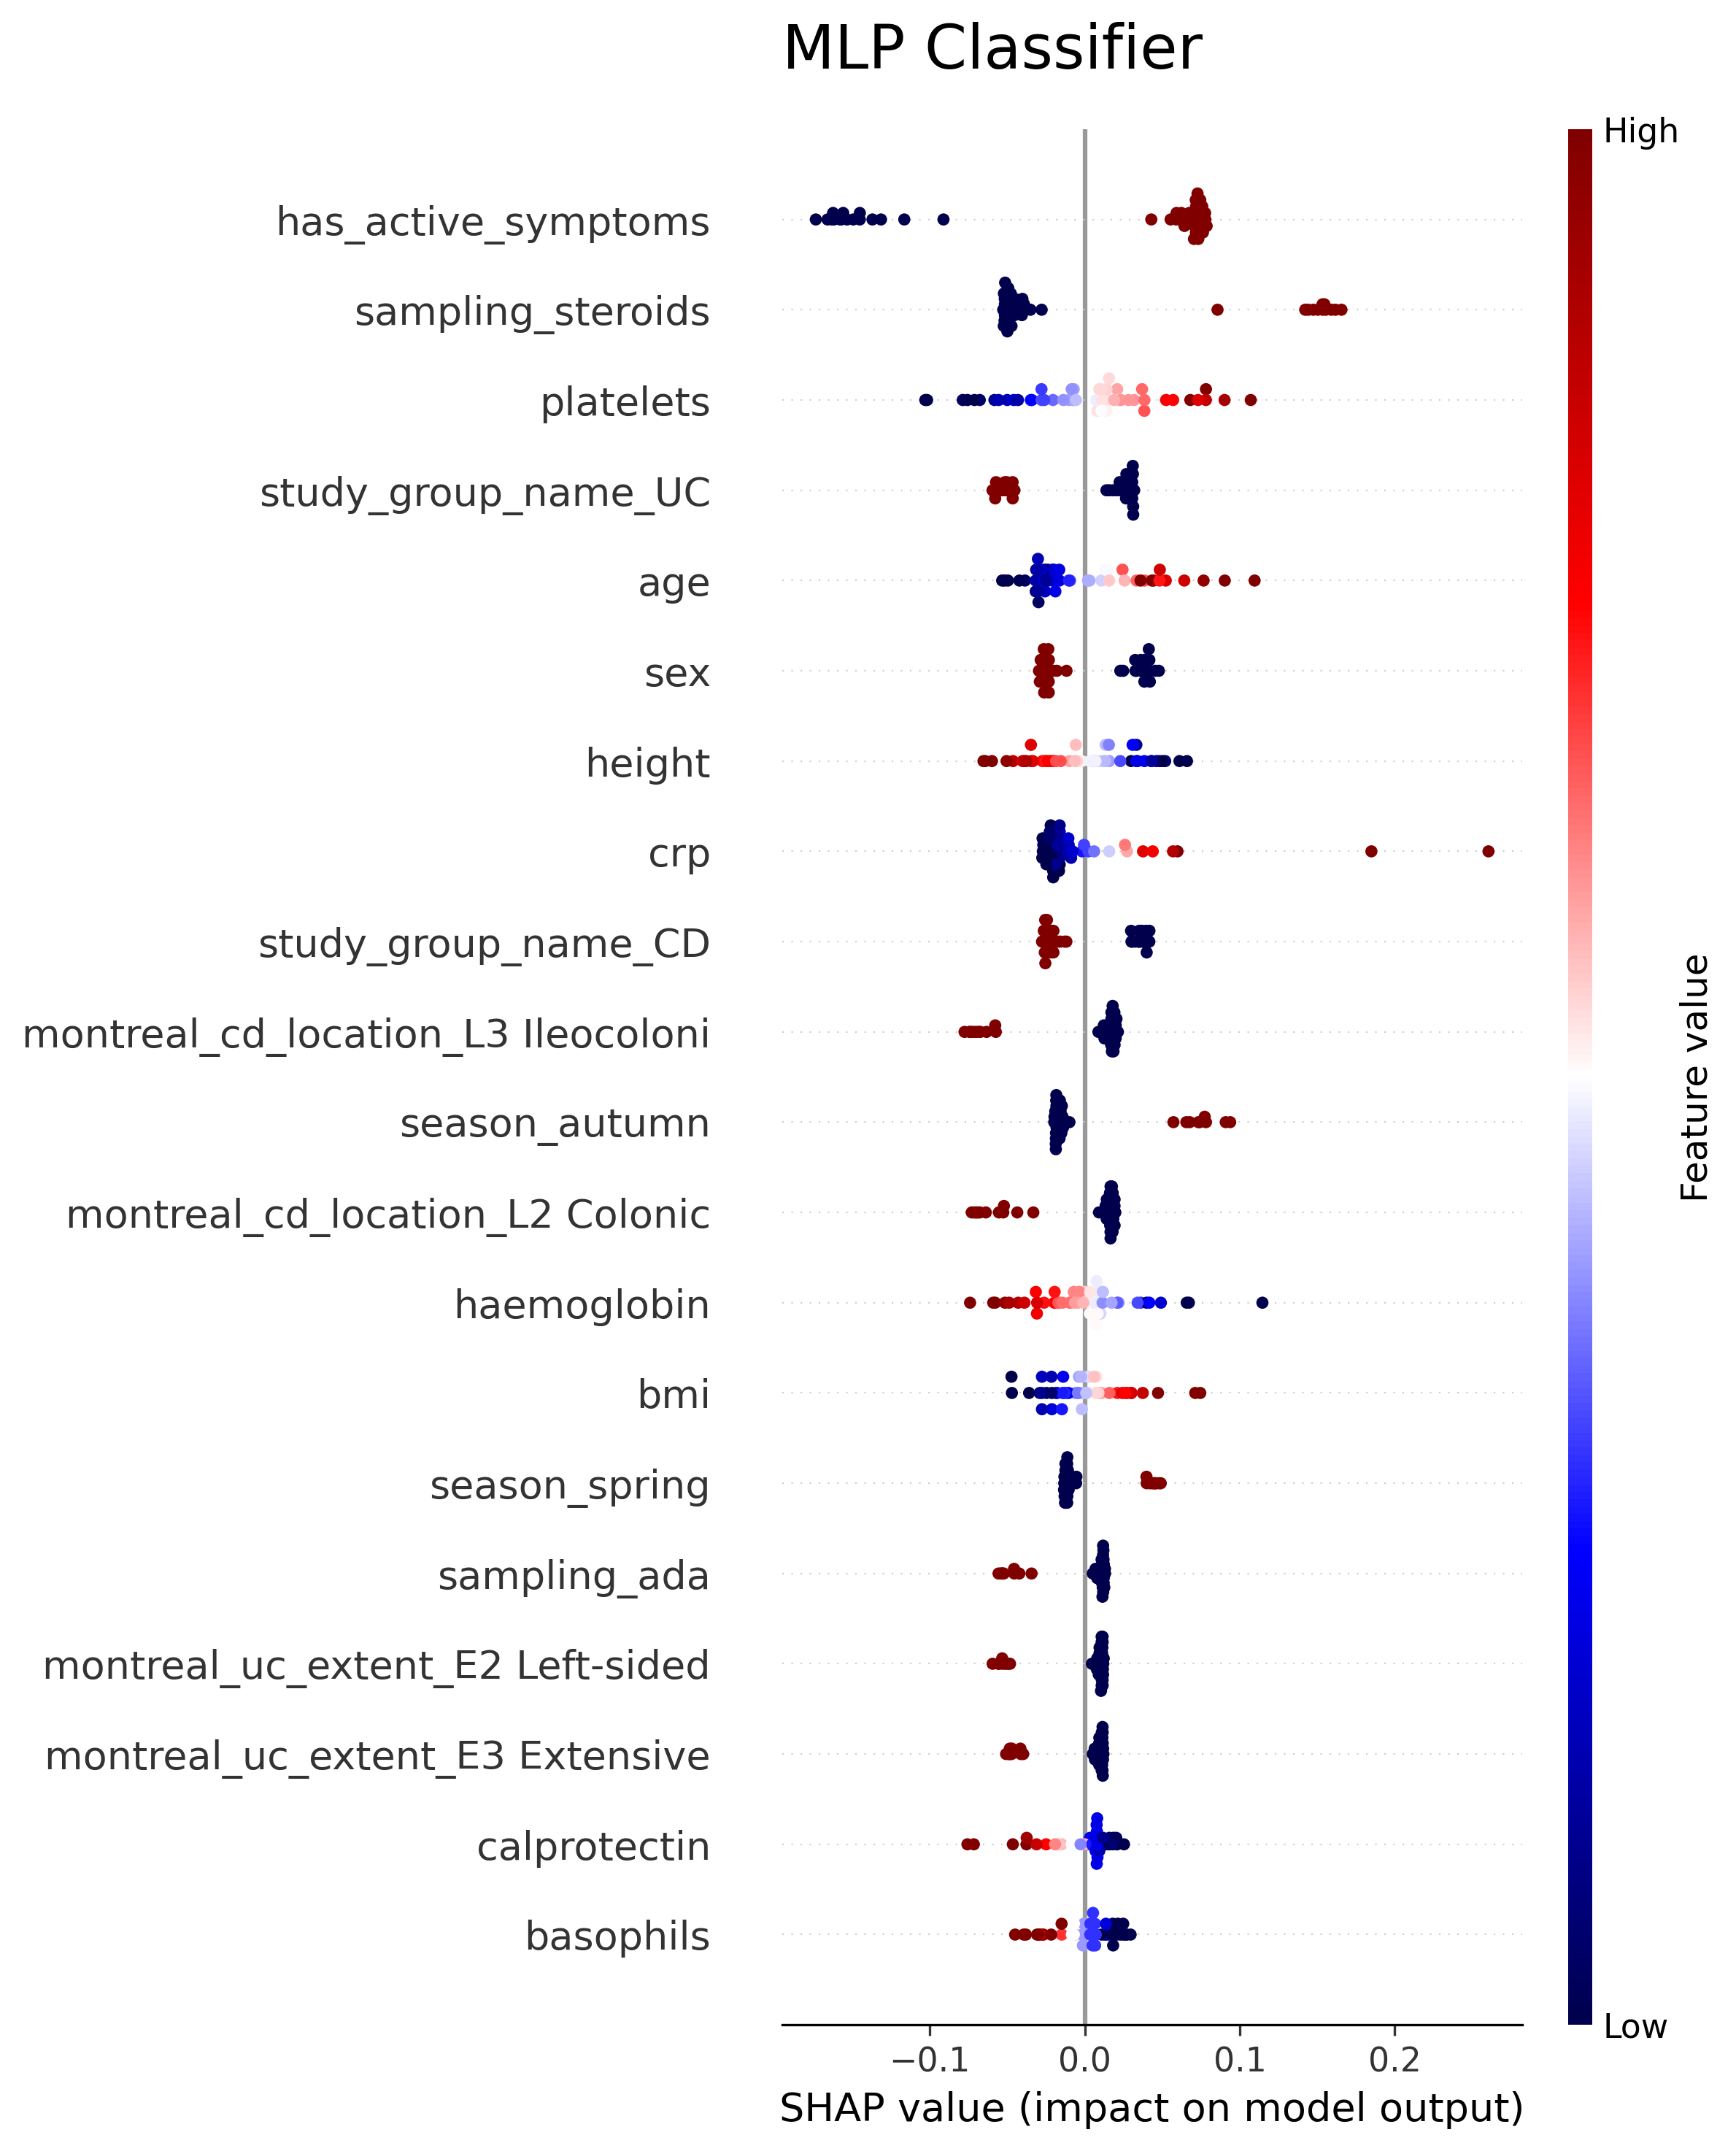 MLP Classifier
High
has_active_symptoms
sampling_steroids
platelets
study_group_name_UC
age
sex
height
crp
study_group_name_CD
montreal_cd_location_L3 Ileocoloni
season_autumn
montreal_cd_location_L2 Colonic
haemoglobin
bmi
season_spring
sampling_ada
montreal_uc_extent_E2 Left-sided
montreal_uc_extent_E3 Extensive
calprotectin
basophils
Feature value
Low
−0.1 0.0 0.1 0.2
SHAP value (impact on model output)